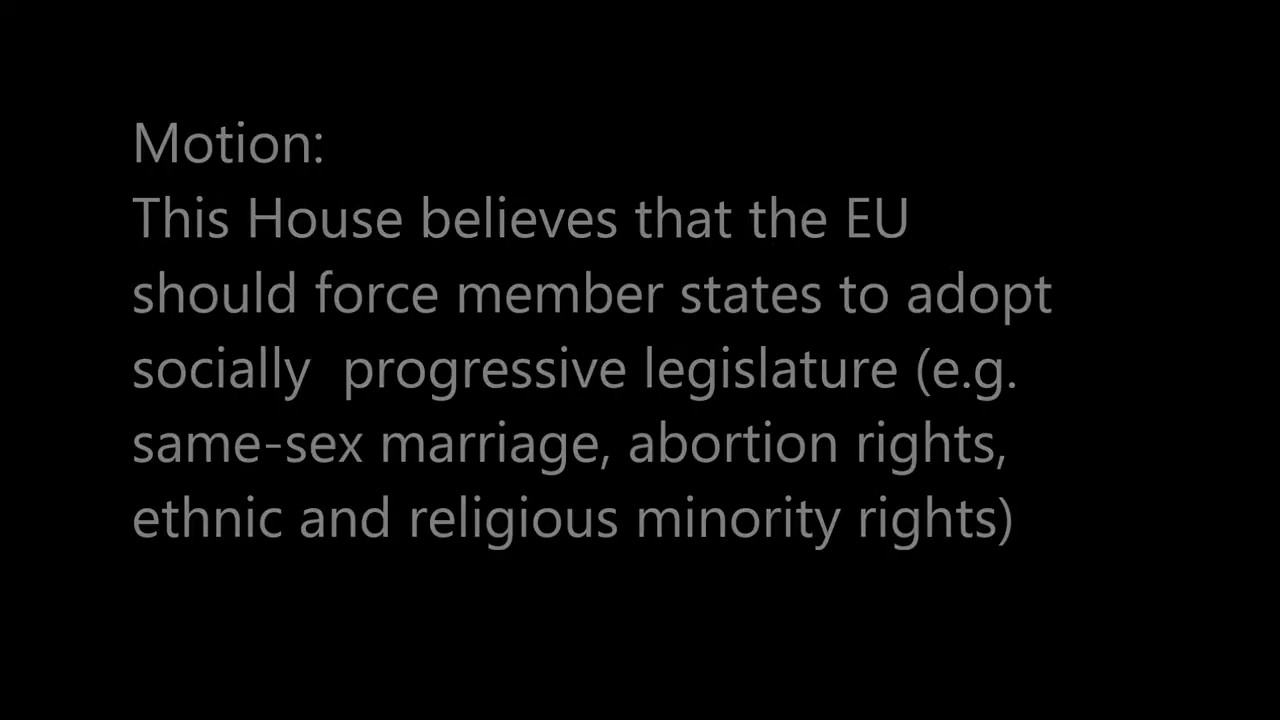 Motion:
This House believes that the EU
should force member states to adopt
socially  progressive legislature (e.g.
same-sex marriage, abortion rights,
ethnic and religious minority rights)